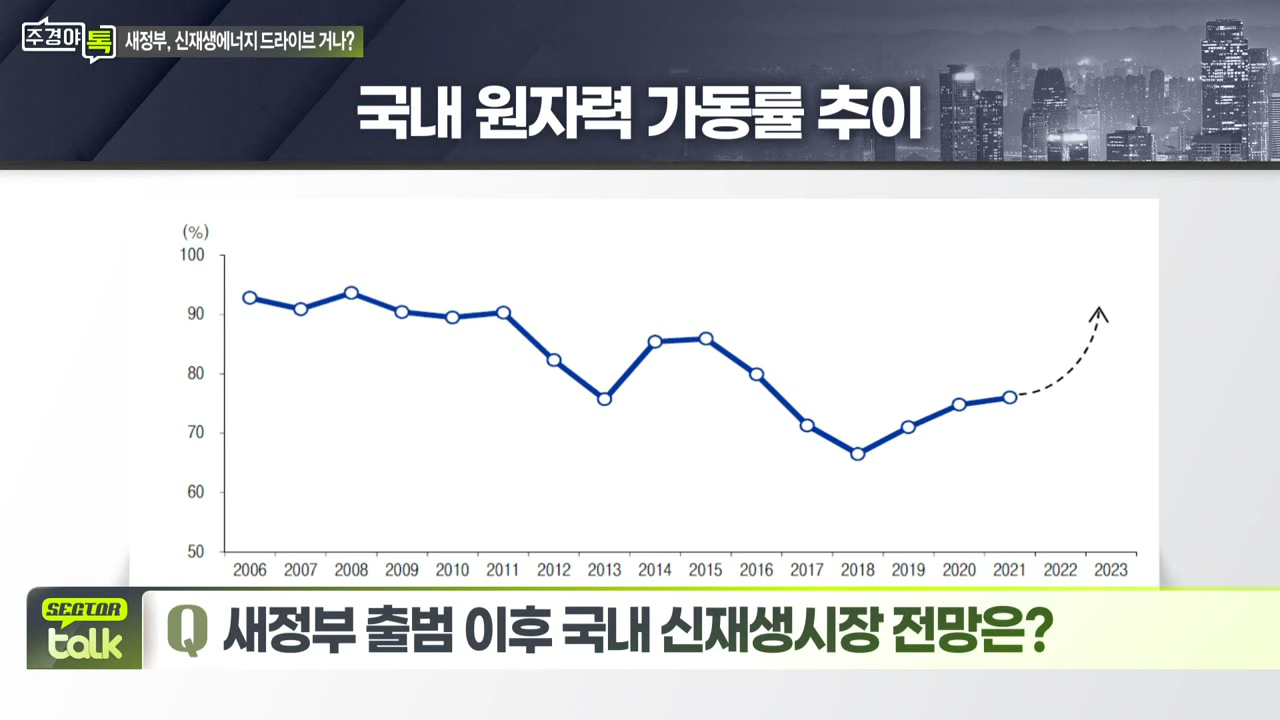 주경야톡
새정부, 신재생에너지 드라이브 거나?
국내 원자력 가동률 추이
(%)
100
90
80
70
60
50
2006 2007 2008 2009 2010 2011 2012 2013 2014 2015 2016 2017 2018 2019 2020 2021 2022 2023
SECTOR
talk
Q 새정부 출범 이후 국내 신재생시장 전망은?